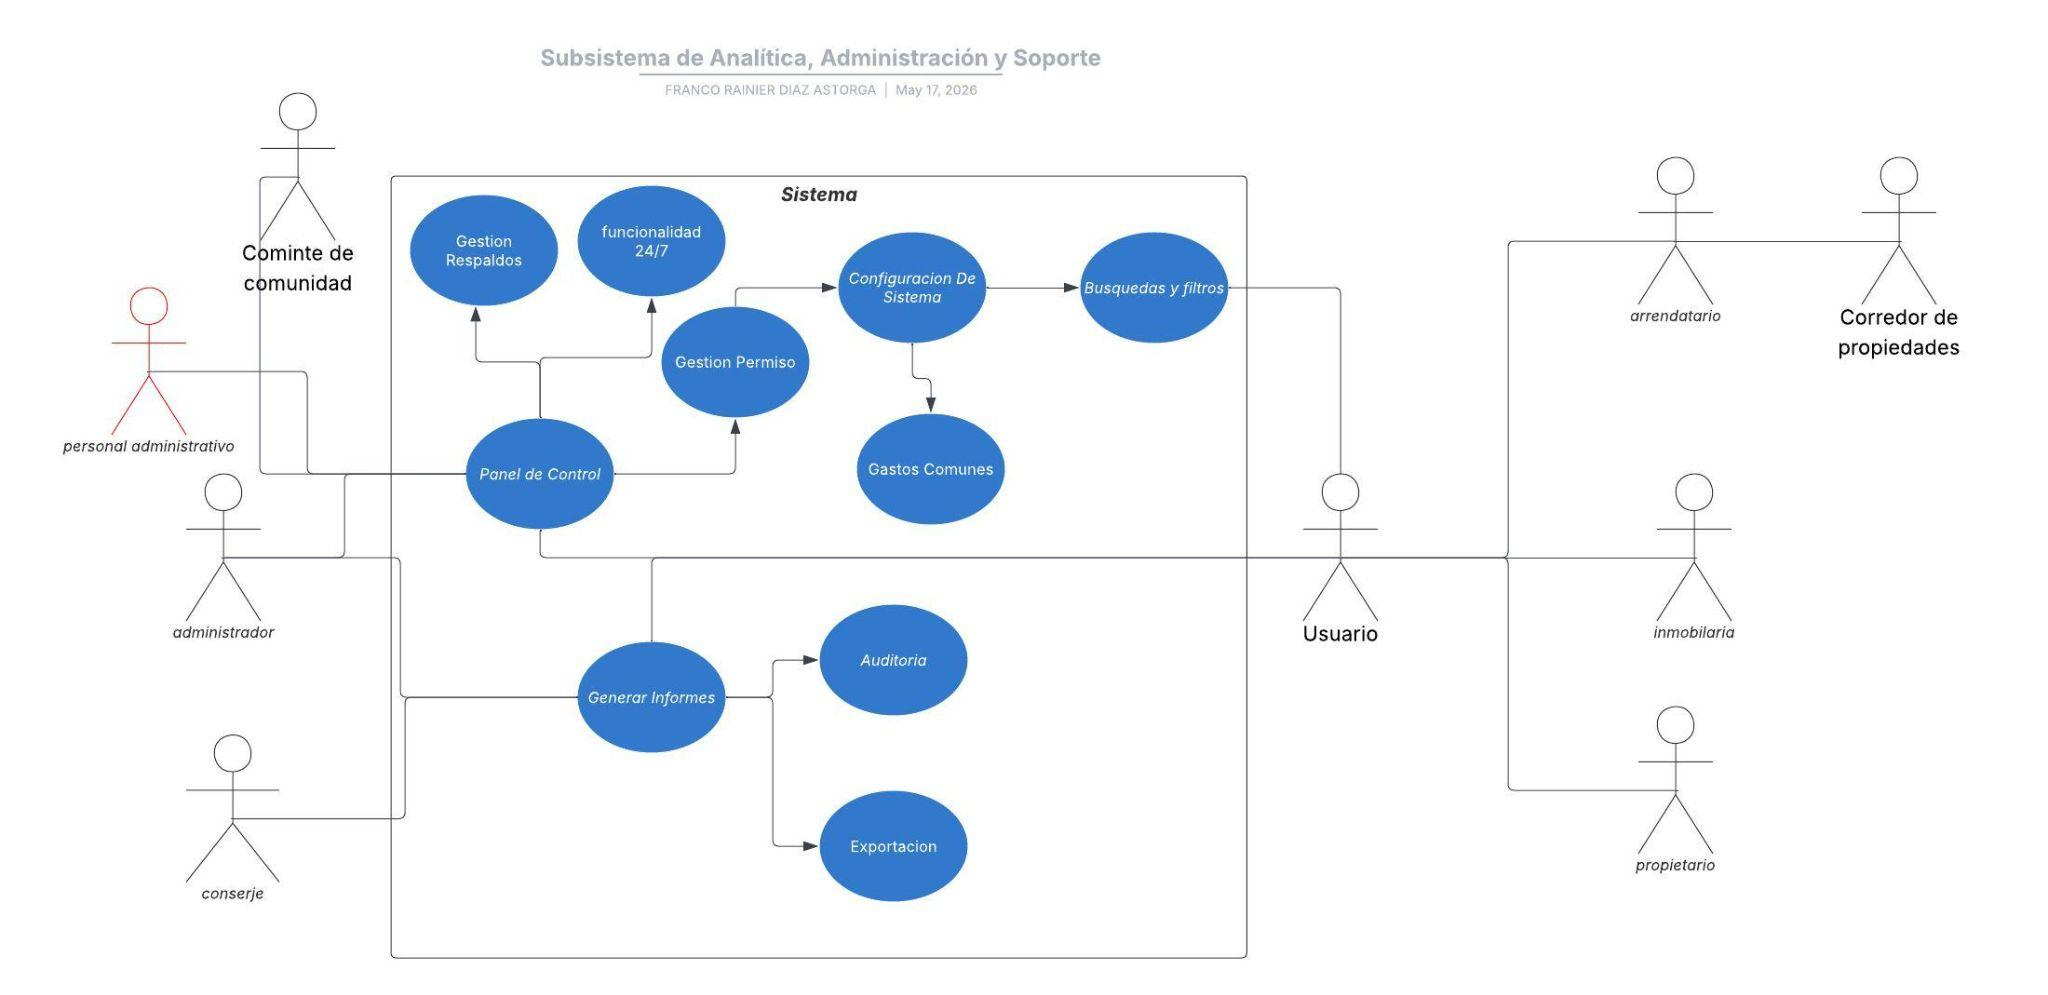 Subsistema de Analítica, Administración y Soporte
FRANCO RAINIER DIAZ ASTORGA | May 17, 2026
Cominte de
comunidad
personal administrativo
administrador
conserje
Sistema
Gestion
Respaldos
funcionalidad
24/7
Gestion Permiso
Configuracion De
Sistema
Busquedas y filtros
Panel de Control
Gastos Comunes
Generar Informes
Auditoria
Exportacion
Usuario
arrendatario
Corredor de
propiedades
inmobilaria
propietario